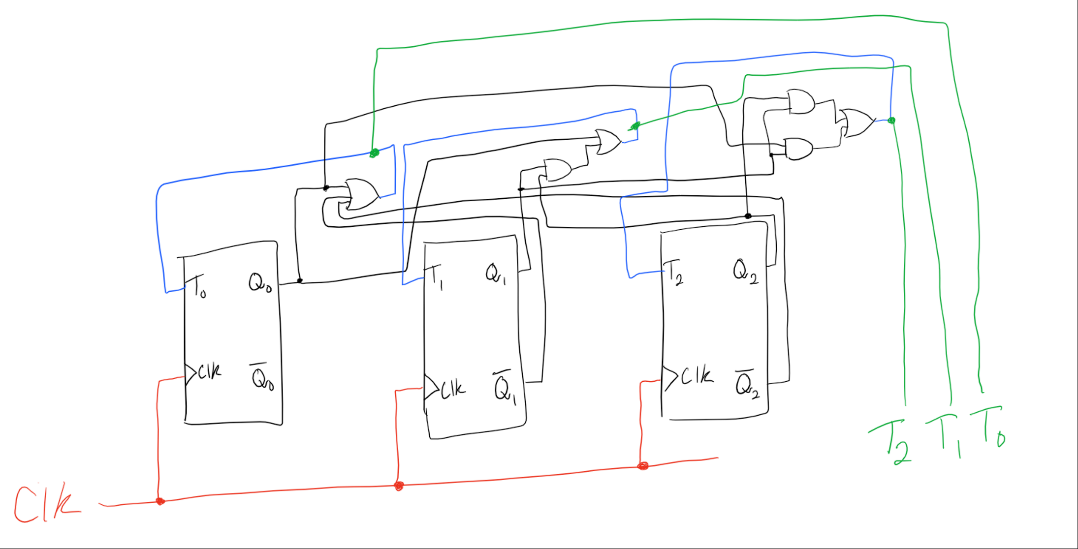 T₀ Q₀
Clk Q̅₀
T₁ Q₁
Clk Q̅₁
T₂ Q₂
Clk Q̅₂
T₂ T₁ T₀
Clk